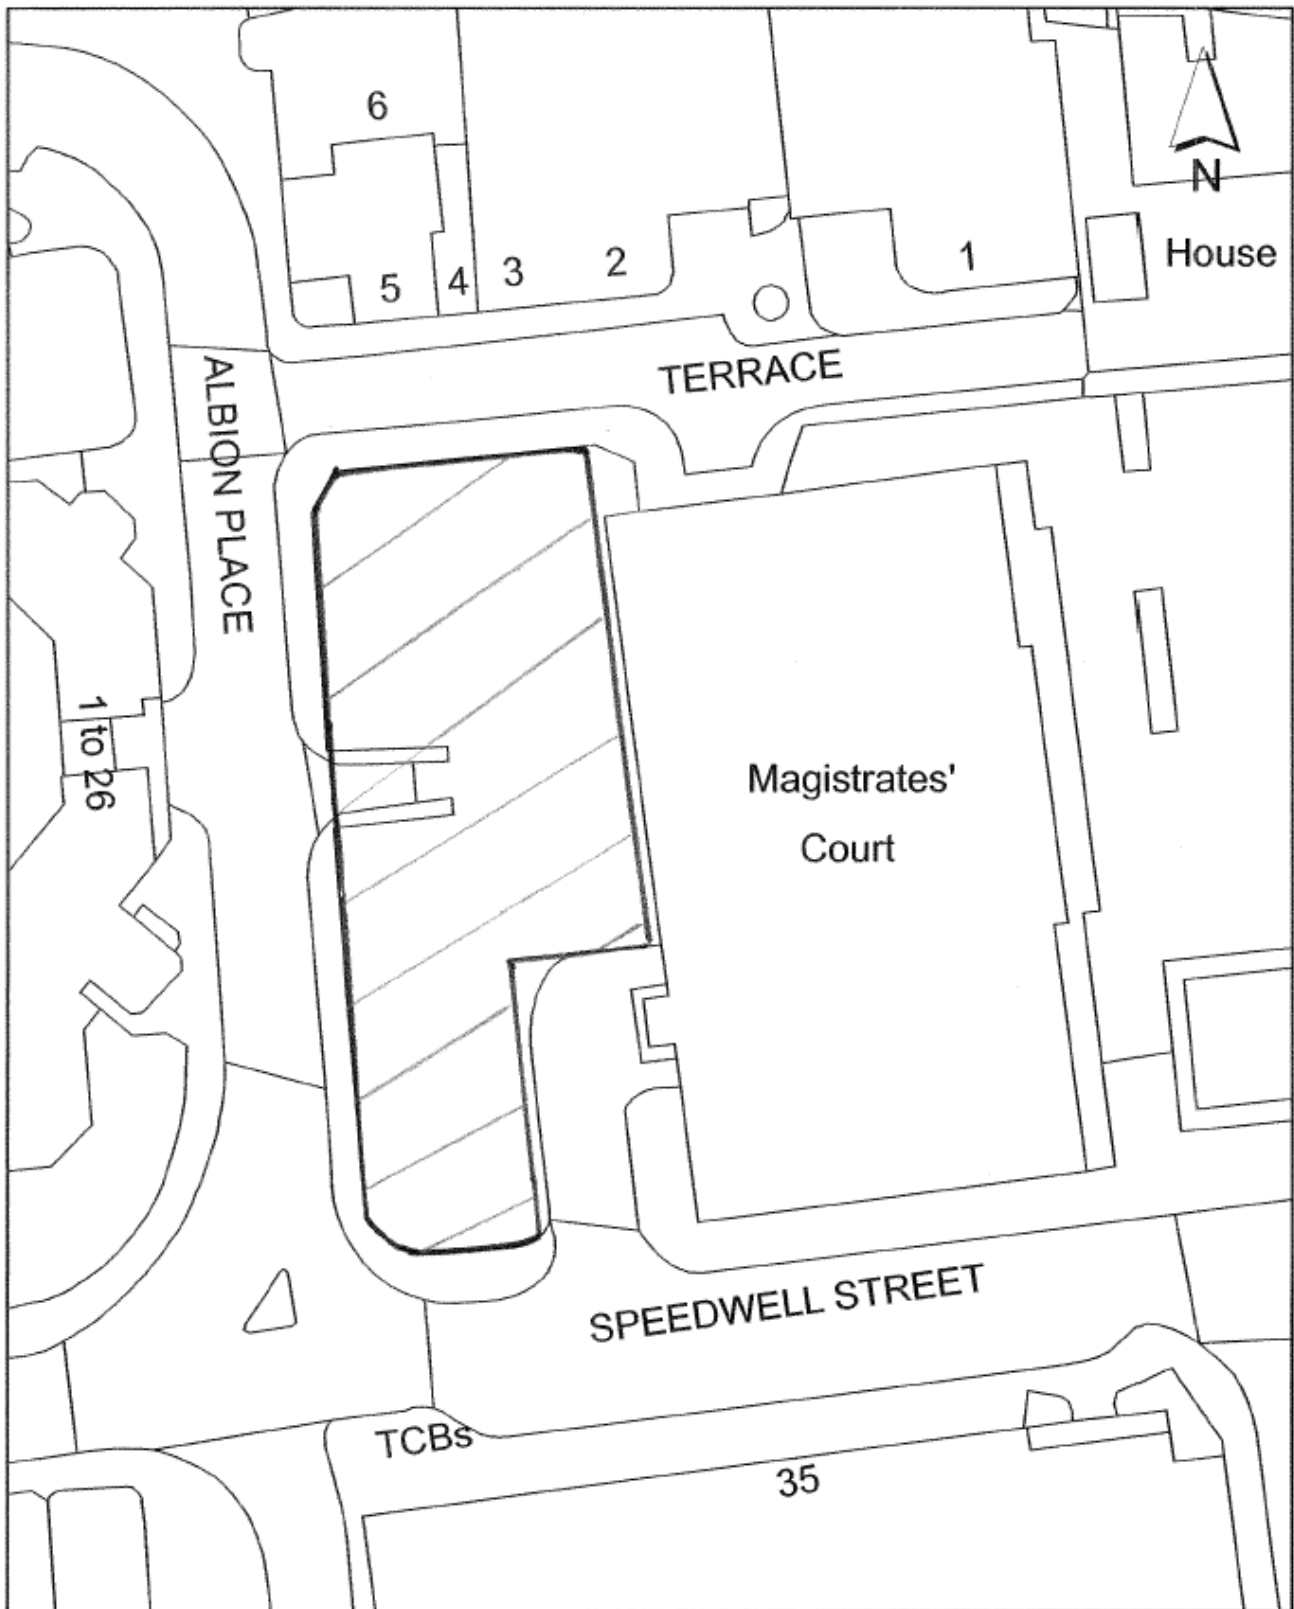 6
N
House
5
4
3
2
1
TERRACE
ALBION PLACE
1 to 26
Magistrates'
Court
SPEEDWELL STREET
TCBs
35